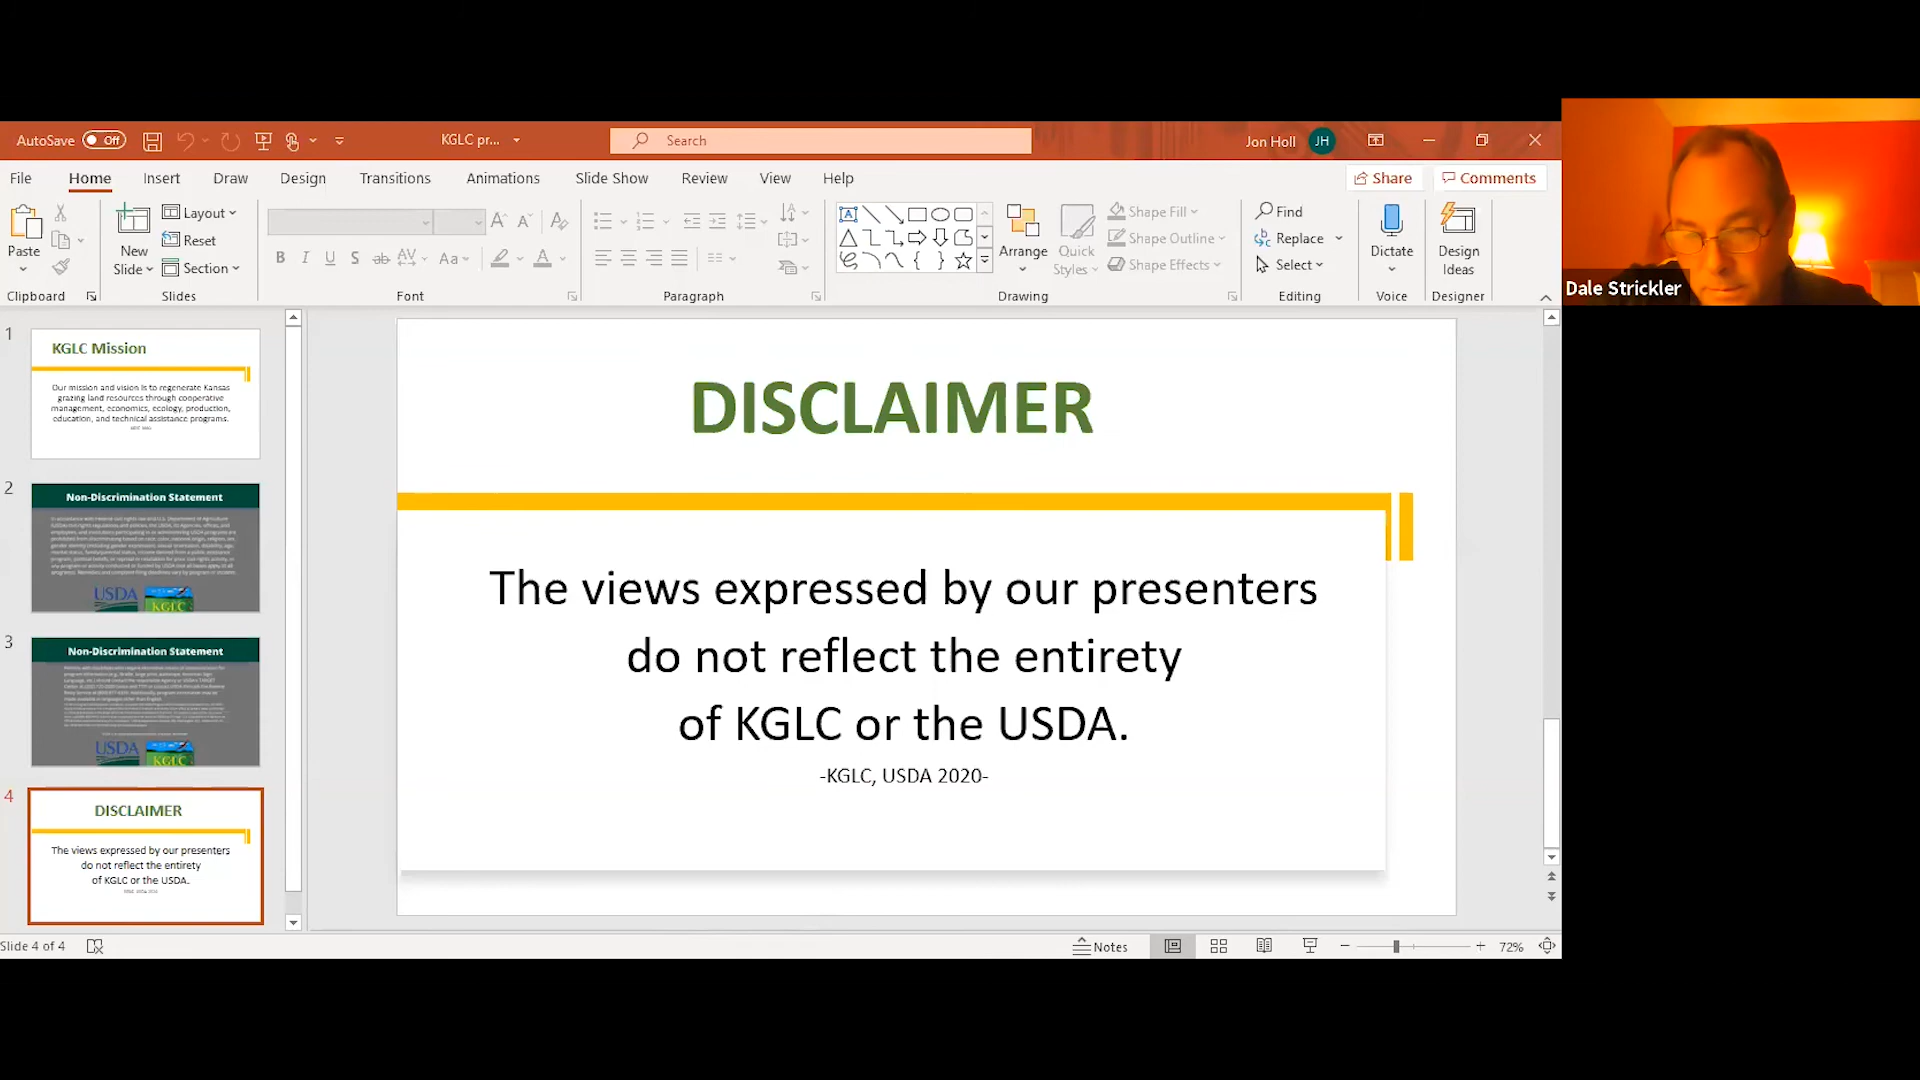 AutoSave Off
KGLC pr...
Search
Jon Holl JH
File Home Insert Draw Design Transitions Animations Slide Show Review View Help
Share Comments
Paste
New
Slide
Layout
Reset
Section
B I U S ab AV Aa A
Arrange
Quick
Styles
Shape Fill
Shape Outline
Shape Effects
Find
Replace
Select
Dictate
Design
Ideas
Clipboard Slides Font Paragraph Drawing Editing Voice Designer
Dale Strickler
1
KGLC Mission
Our mission and vision is to regenerate Kansas
grazing land resources through cooperative
management, economics, ecology, production,
education, and technical assistance programs.
2
Non-Discrimination Statement
USDA KGLC
3
Non-Discrimination Statement
USDA KGLC
4
DISCLAIMER
The views expressed by our presenters
do not reflect the entirety
of KGLC or the USDA.
DISCLAIMER
The views expressed by our presenters
do not reflect the entirety
of KGLC or the USDA.
-KGLC, USDA 2020-
Slide 4 of 4
Notes
72%